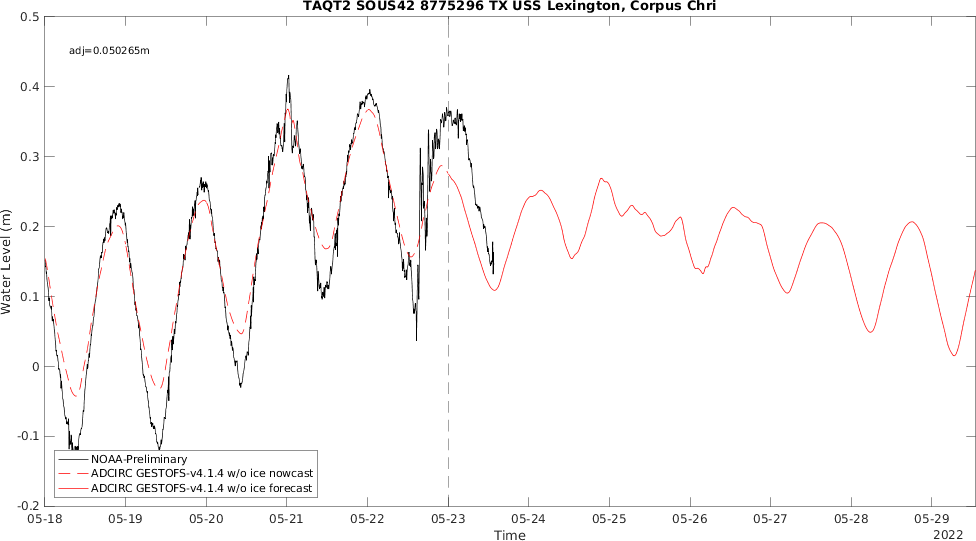 TAQT2 SOUS42 8775296 TX USS Lexington, Corpus Chri
adj=0.050265m
Water Level (m)
0.5
0.4
0.3
0.2
0.1
0
-0.1
-0.2
NOAA-Preliminary
ADCIRC GESTOFS-v4.1.4 w/o ice nowcast
ADCIRC GESTOFS-v4.1.4 w/o ice forecast
05-18 05-19 05-20 05-21 05-22 05-23 05-24 05-25 05-26 05-27 05-28 05-29
Time
2022